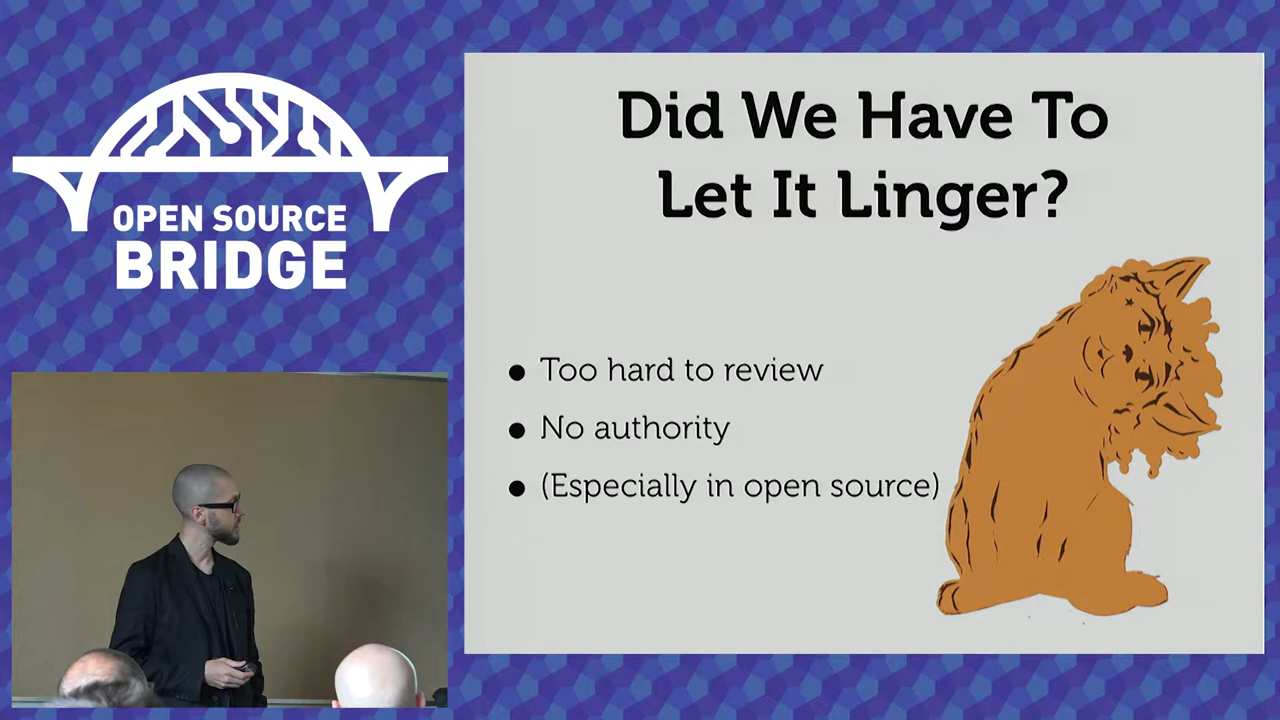 OPEN SOURCE
BRIDGE
Did We Have To
Let It Linger?
• Too hard to review
• No authority
• (Especially in open source)